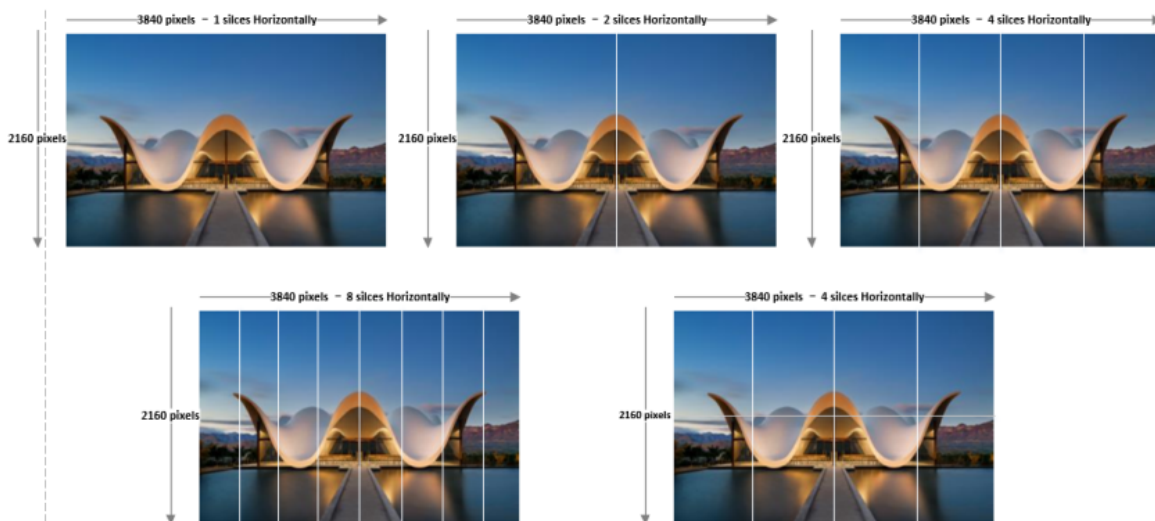 3840 pixels - 1 silces Horizontally
3840 pixels - 2 silces Horizontally
3840 pixels - 4 silces Horizontally
2160 pixels
2160 pixels
2160 pixels
3840 pixels - 8 silces Horizontally
3840 pixels - 4 silces Horizontally
2160 pixels
2160 pixels